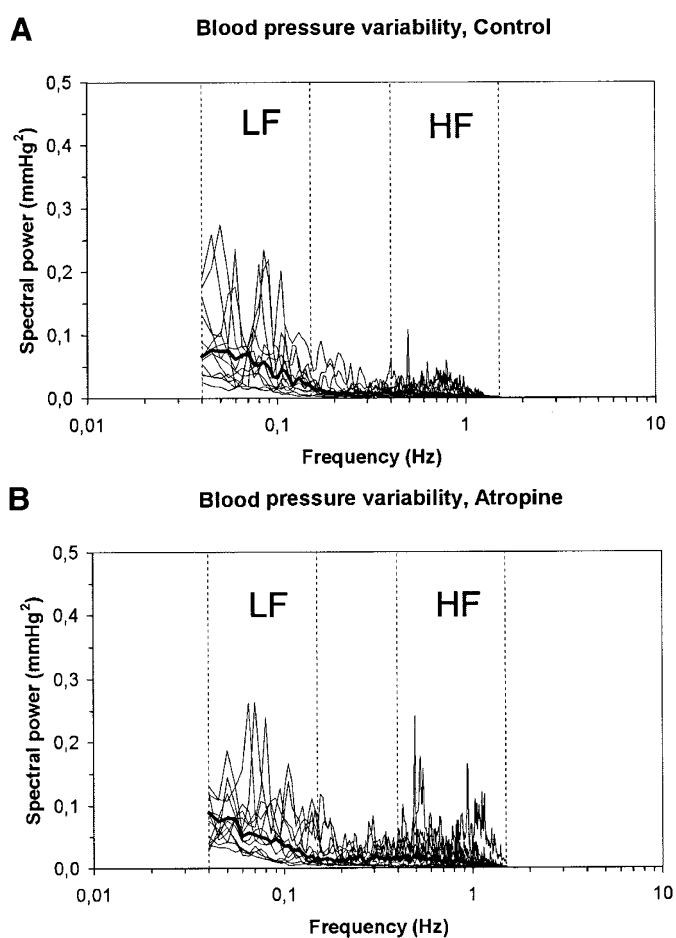 A
Blood pressure variability, Control
0,5
0,4
0,3
0,2
0,1
0,0
Spectral power (mmHg²)
LF
HF
0,01
0,1
1
10
Frequency (Hz)
B
Blood pressure variability, Atropine
0,5
0,4
0,3
0,2
0,1
0,0
Spectral power (mmHg²)
LF
HF
0,01
0,1
1
10
Frequency (Hz)